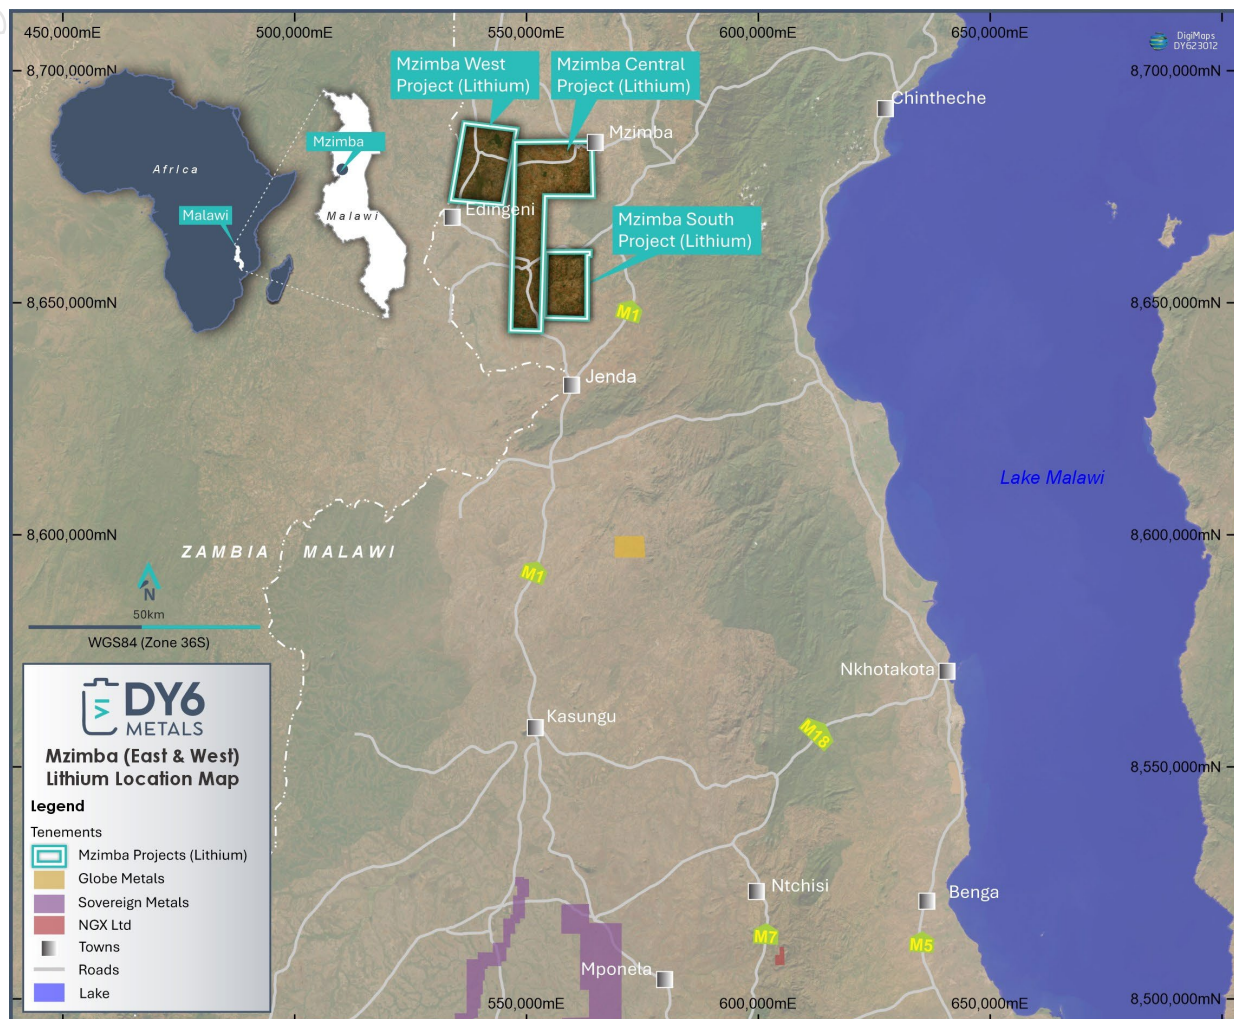 450,000mE
500,000mE
550,000mE
600,000mE
650,000mE
DigiMaps
DY623012
8,700,000mN
8,700,000mN
Mzimba West
Project (Lithium)
Mzimba Central
Project (Lithium)
Chintheche
Mzimba
Mzimba
Africa
Malawi
Malawi
Edingeni
Mzimba South
Project (Lithium)
8,650,000mN
8,650,000mN
M1
Jenda
Lake Malawi
8,600,000mN
8,600,000mN
ZAMBIA
MALAWI
M1
N
50km
WGS84 (Zone 36S)
Nkhotakota
Kasungu
M18
8,550,000mN
DY6
METALS
Mzimba (East & West)
Lithium Location Map
Legend
Tenements
Mzimba Projects (Lithium)
Globe Metals
Sovereign Metals
NGX Ltd
Towns
Roads
Lake
Ntchisi
Benga
M7
M5
Mponela
550,000mE
600,000mE
650,000mE
8,500,000mN